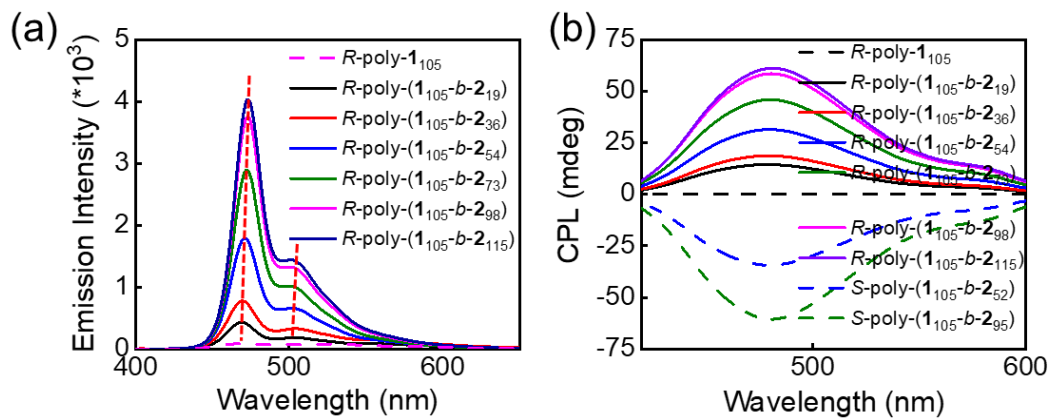 (a)
Emission Intensity (*10³)
5
4
3
2
1
0
400
500
600
Wavelength (nm)
R-poly-1₁₀₅
R-poly-(1₁₀₅-b-2₁₉)
R-poly-(1₁₀₅-b-2₃₆)
R-poly-(1₁₀₅-b-2₅₄)
R-poly-(1₁₀₅-b-2₇₃)
R-poly-(1₁₀₅-b-2₉₈)
R-poly-(1₁₀₅-b-2₁₁₅)
(b)
CPL (mdeg)
75
50
25
0
-25
-50
-75
500
600
Wavelength (nm)
R-poly-1₁₀₅
R-poly-(1₁₀₅-b-2₁₉)
R-poly-(1₁₀₅-b-2₃₆)
R-poly-(1₁₀₅-b-2₅₄)
R-poly-(1₁₀₅-b-2
R-poly-(1₁₀₅-b-2₉₈)
R-poly-(1₁₀₅-b-2₁₁₅)
S-poly-(1₁₀₅-b-2₅₂)
S-poly-(1₁₀₅-b-2₉₅)